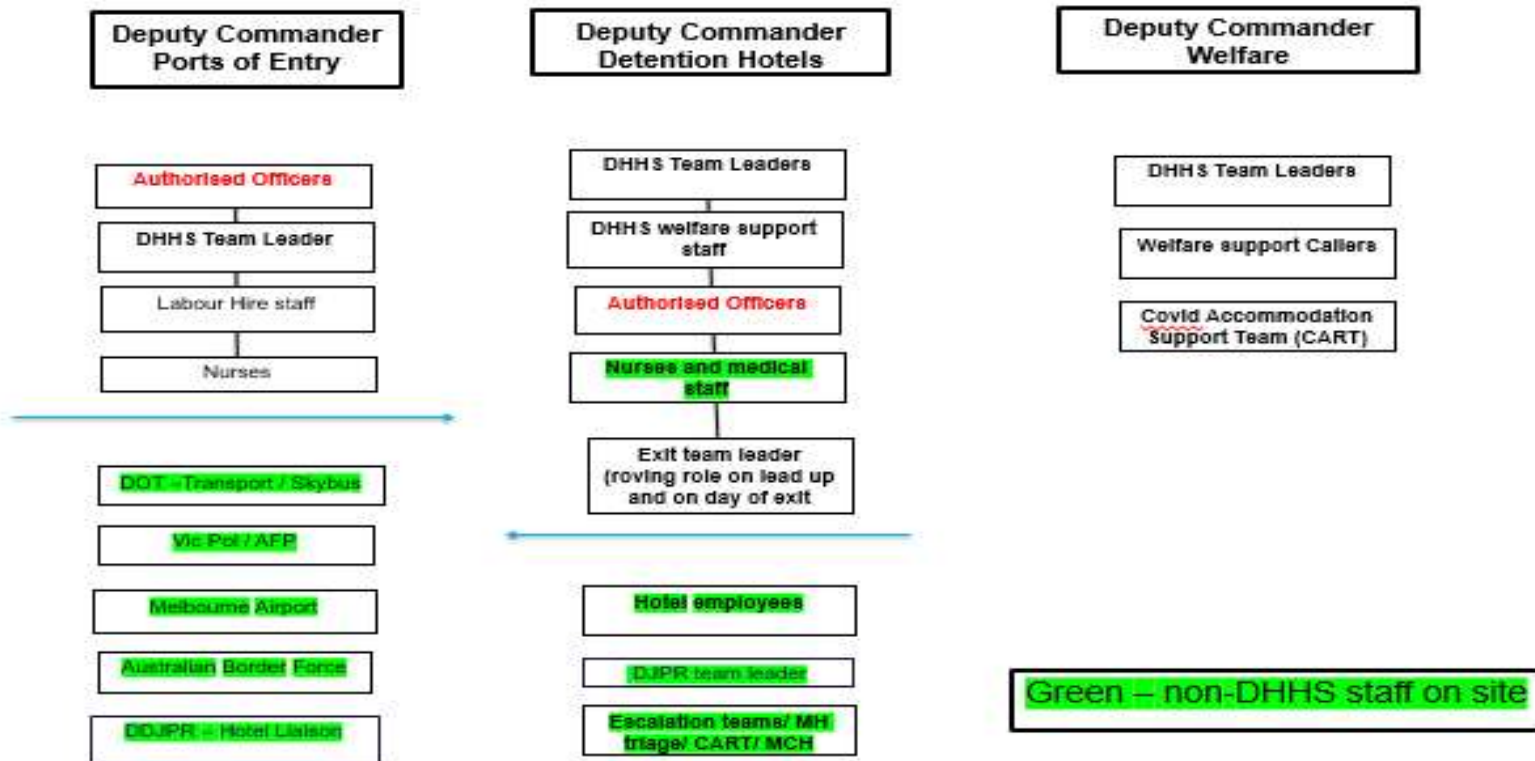 Deputy Commander
Ports of Entry
Authorised Officers
DHHS Team Leader
Labour Hire staff
Nurses
DOT –Transport / Skybus
Vic Pol / AFP
Melbourne Airport
Australian Border Force
DDJPR – Hotel Liaison
Deputy Commander
Detention Hotels
DHHS Team Leaders
DHHS welfare support
staff
Authorised Officers
Nurses and medical
staff
Exit team leader
(roving role on lead up
and on day of exit
Hotel employees
DJPR team leader
Escalation teams/ MH
triage/ CART/ MCH
Deputy Commander
Welfare
DHHS Team Leaders
Welfare support Callers
Covid Accommodation
Support Team (CART)
Green – non-DHHS staff on site